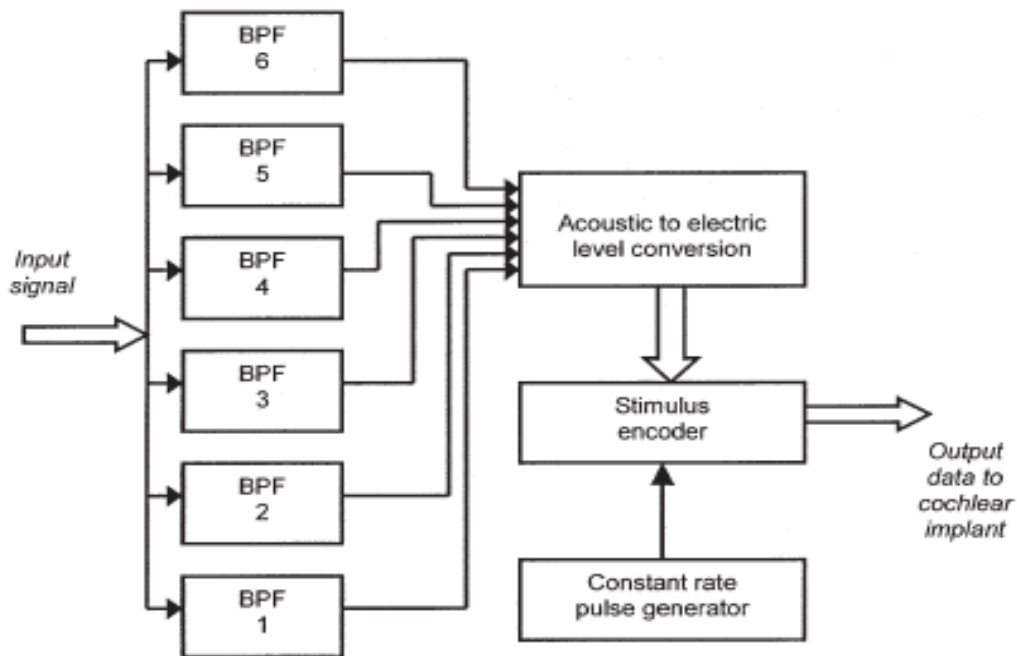 BPF
6
BPF
5
BPF
4
BPF
3
BPF
2
BPF
1
Input
signal
Acoustic to electric
level conversion
Stimulus
encoder
Constant rate
pulse generator
Output
data to
cochlear
implant